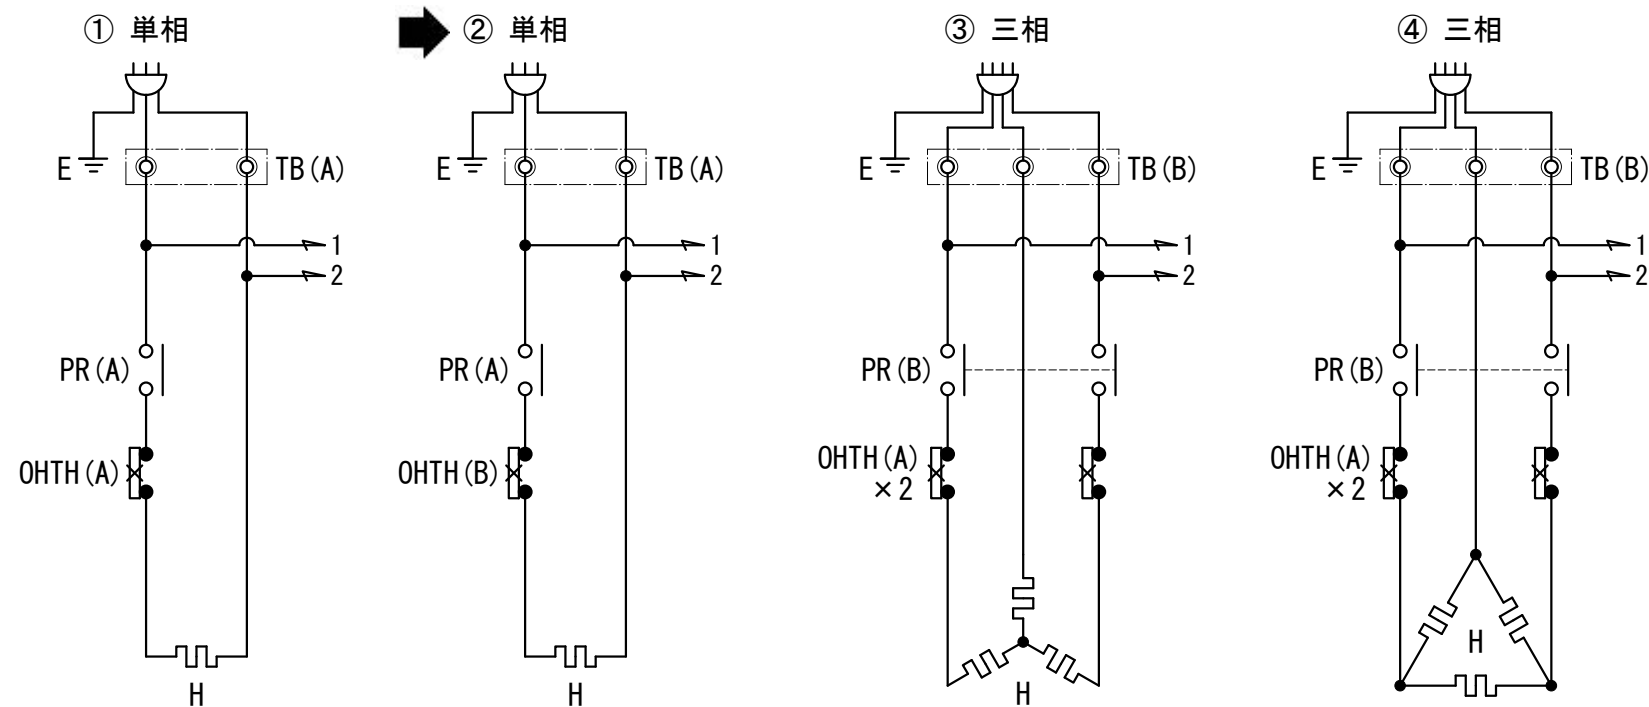 ① 単相
② 単相
③ 三相
④ 三相
E
TB(A)
E
TB(A)
E
TB(B)
E
TB(B)
1
2
1
2
1
2
1
2
PR(A)
PR(A)
PR(B)
PR(B)
OHTH(A)
OHTH(B)
OHTH(A)
×2
OHTH(A)
×2
H
H
H
H